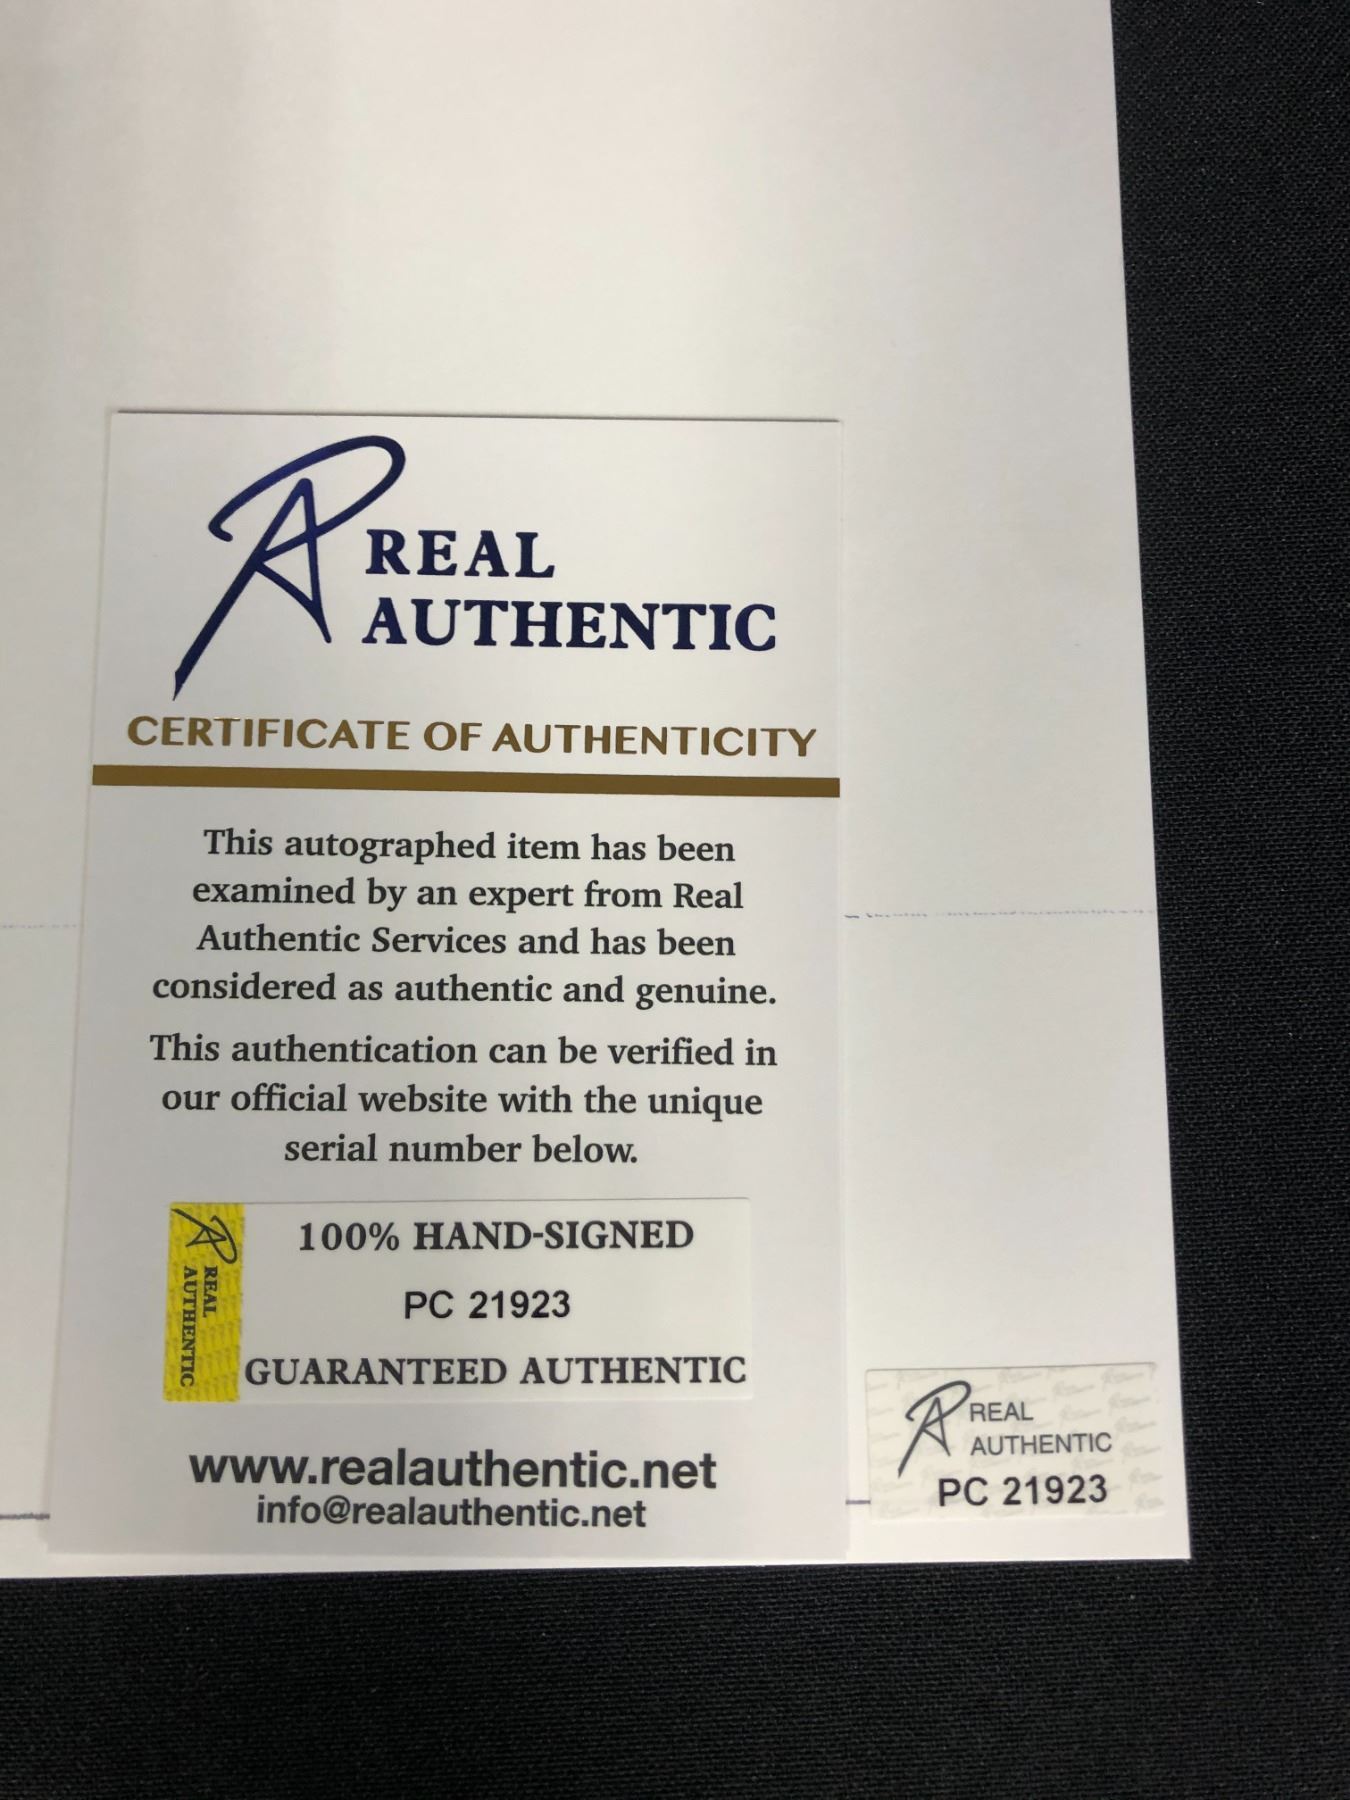 REAL
AUTHENTIC
CERTIFICATE OF AUTHENTICITY
This autographed item has been
examined by an expert from Real
Authentic Services and has been
considered as authentic and genuine.
This authentication can be verified in
our official website with the unique
serial number below.
REAL
AUTHENTIC
100% HAND-SIGNED
PC 21923
GUARANTEED AUTHENTIC
www.realauthentic.net
info@realauthentic.net
REAL
AUTHENTIC
PC 21923